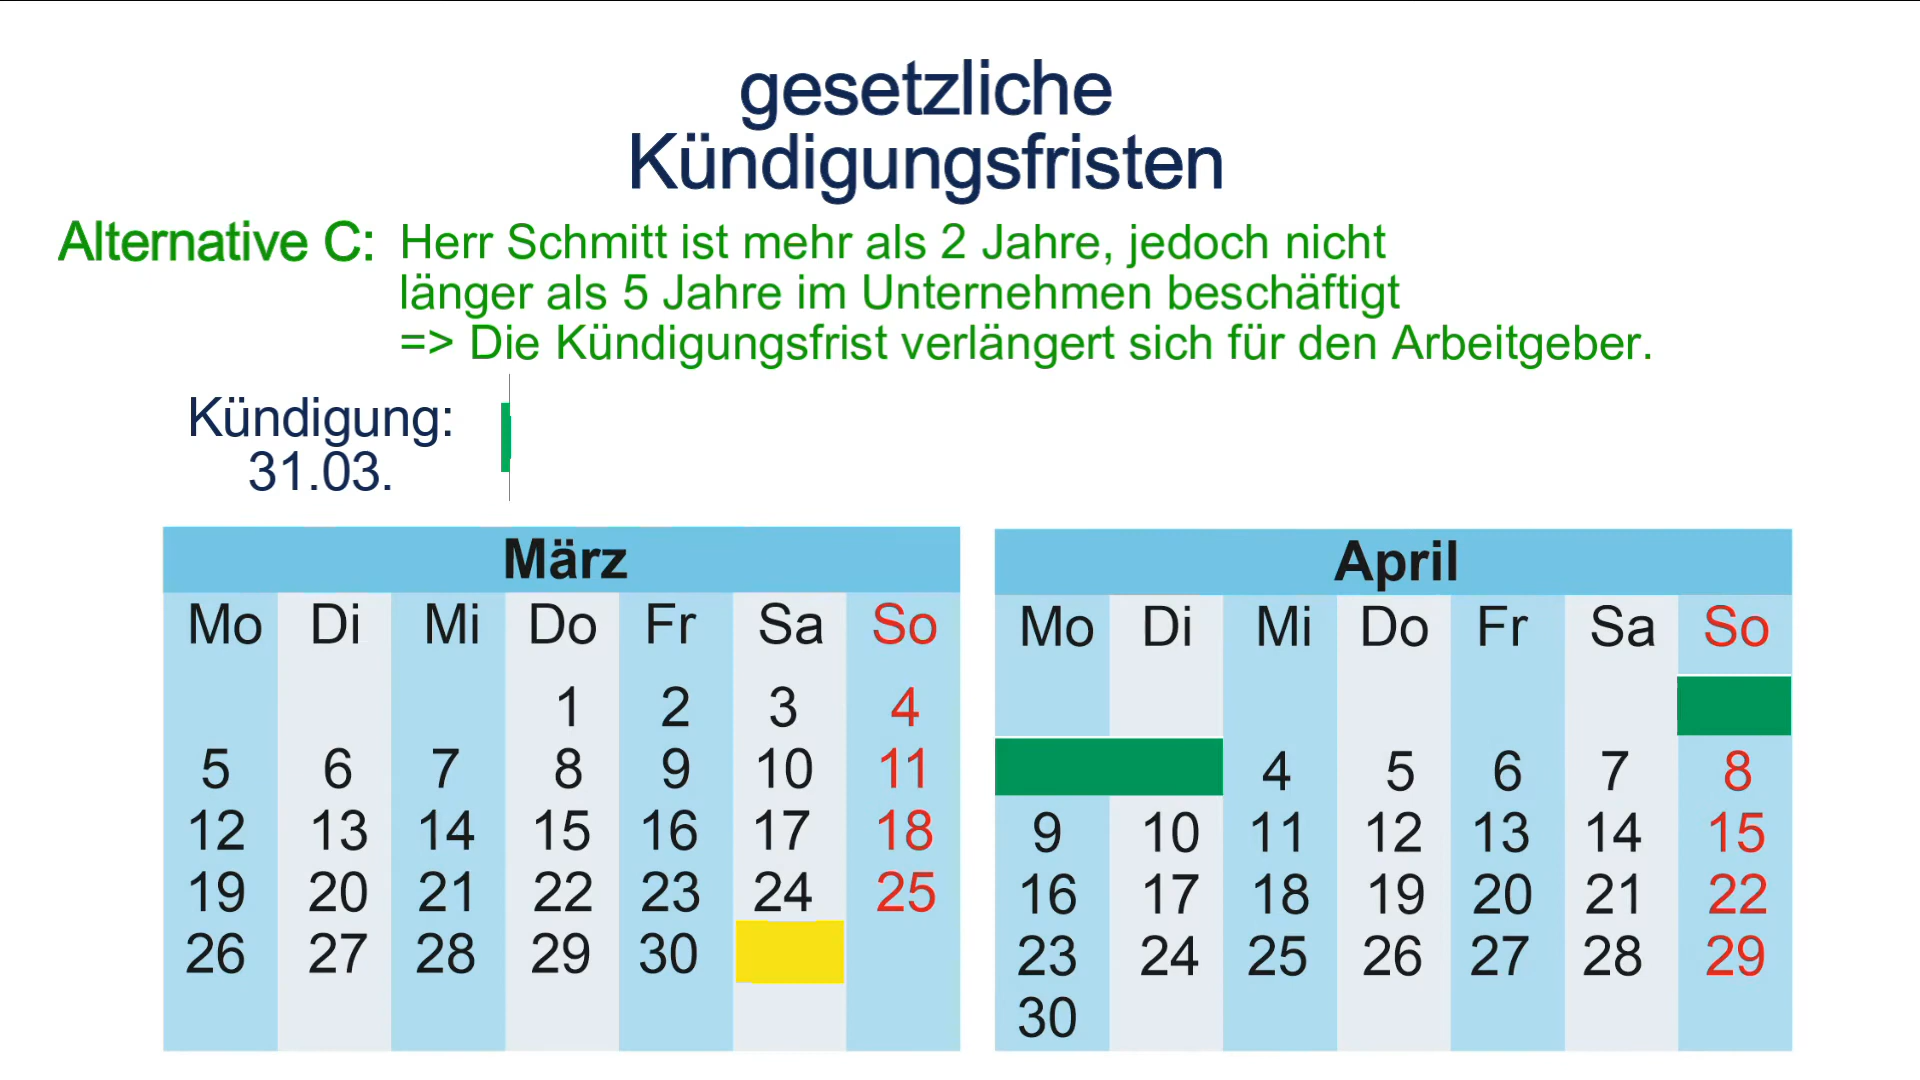 gesetzliche
Kündigungsfristen
Alternative C: Herr Schmitt ist mehr als 2 Jahre, jedoch nicht
länger als 5 Jahre im Unternehmen beschäftigt
=> Die Kündigungsfrist verlängert sich für den Arbeitgeber.
Kündigung:
31.03.
März
Mo Di Mi Do Fr Sa So
1 2 3 4
5 6 7 8 9 10 11
12 13 14 15 16 17 18
19 20 21 22 23 24 25
26 27 28 29 30
April
Mo Di Mi Do Fr Sa So
4 5 6 7 8
9 10 11 12 13 14 15
16 17 18 19 20 21 22
23 24 25 26 27 28 29
30